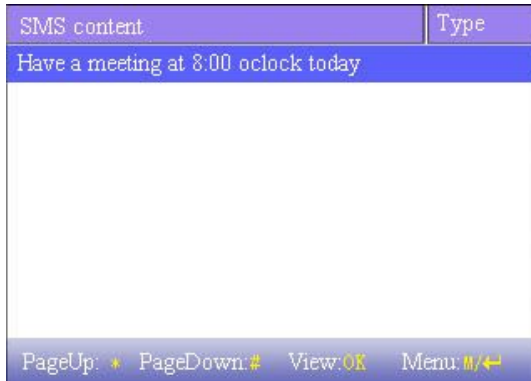 SMS content Type
Have a meeting at 8:00 oclock today
PageUp: * PageDown:# View:OK Menu:M/↵